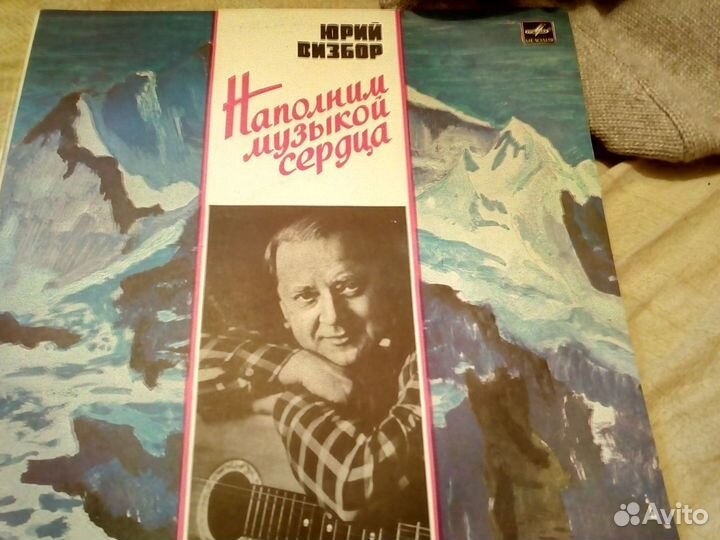 ЮРИЙ
ВИЗБОР
Наполним
музыкой
сердца
Avito